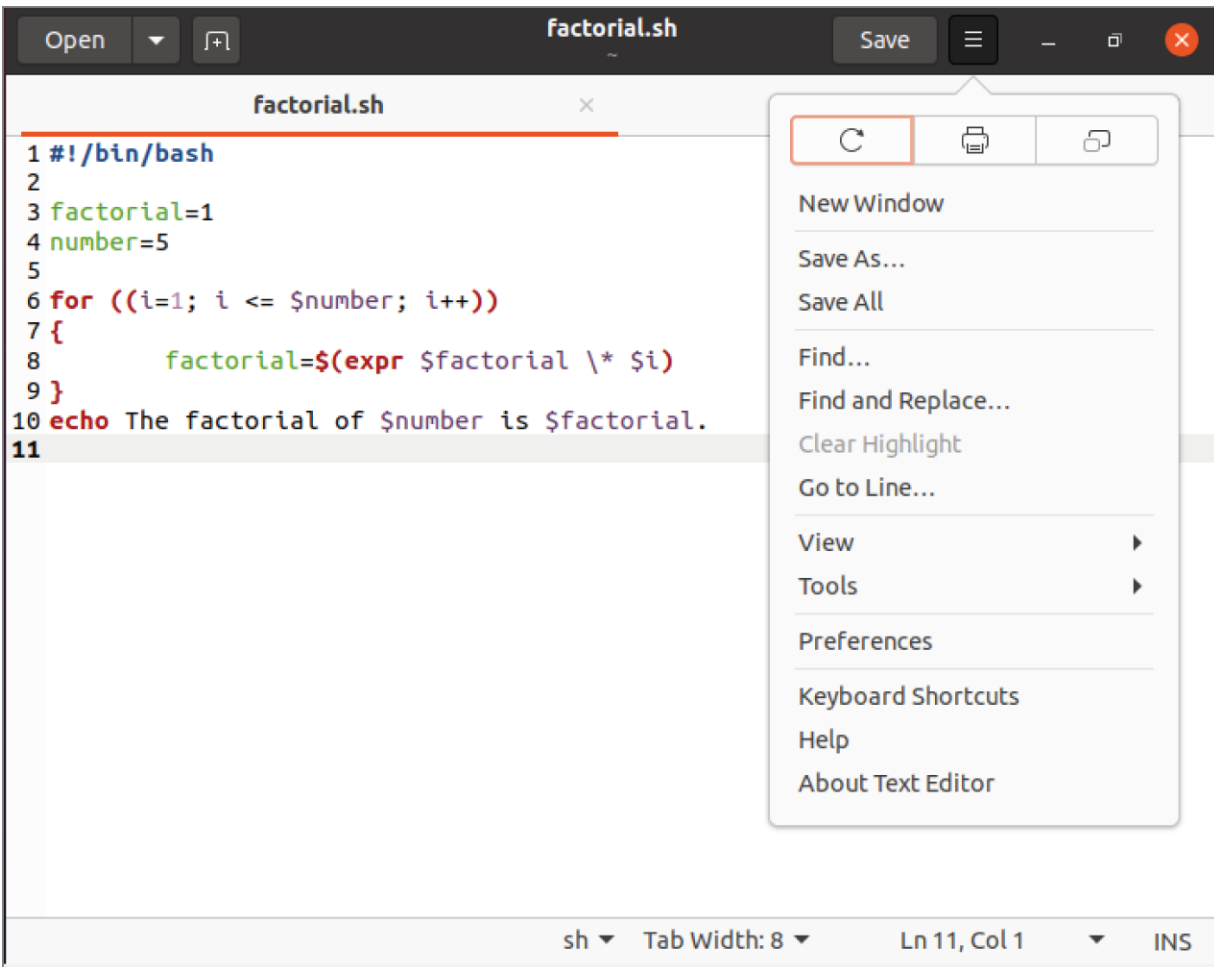 Open
factorial.sh
~
Save
factorial.sh
1 #!/bin/bash
2
3 factorial=1
4 number=5
5
6 for ((i=1; i <= $number; i++))
7 {
8         factorial=$(expr $factorial \* $i)
9 }
10 echo The factorial of $number is $factorial.
11
New Window
Save As…
Save All
Find…
Find and Replace…
Clear Highlight
Go to Line…
View
Tools
Preferences
Keyboard Shortcuts
Help
About Text Editor
sh Tab Width: 8 Ln 11, Col 1 INS